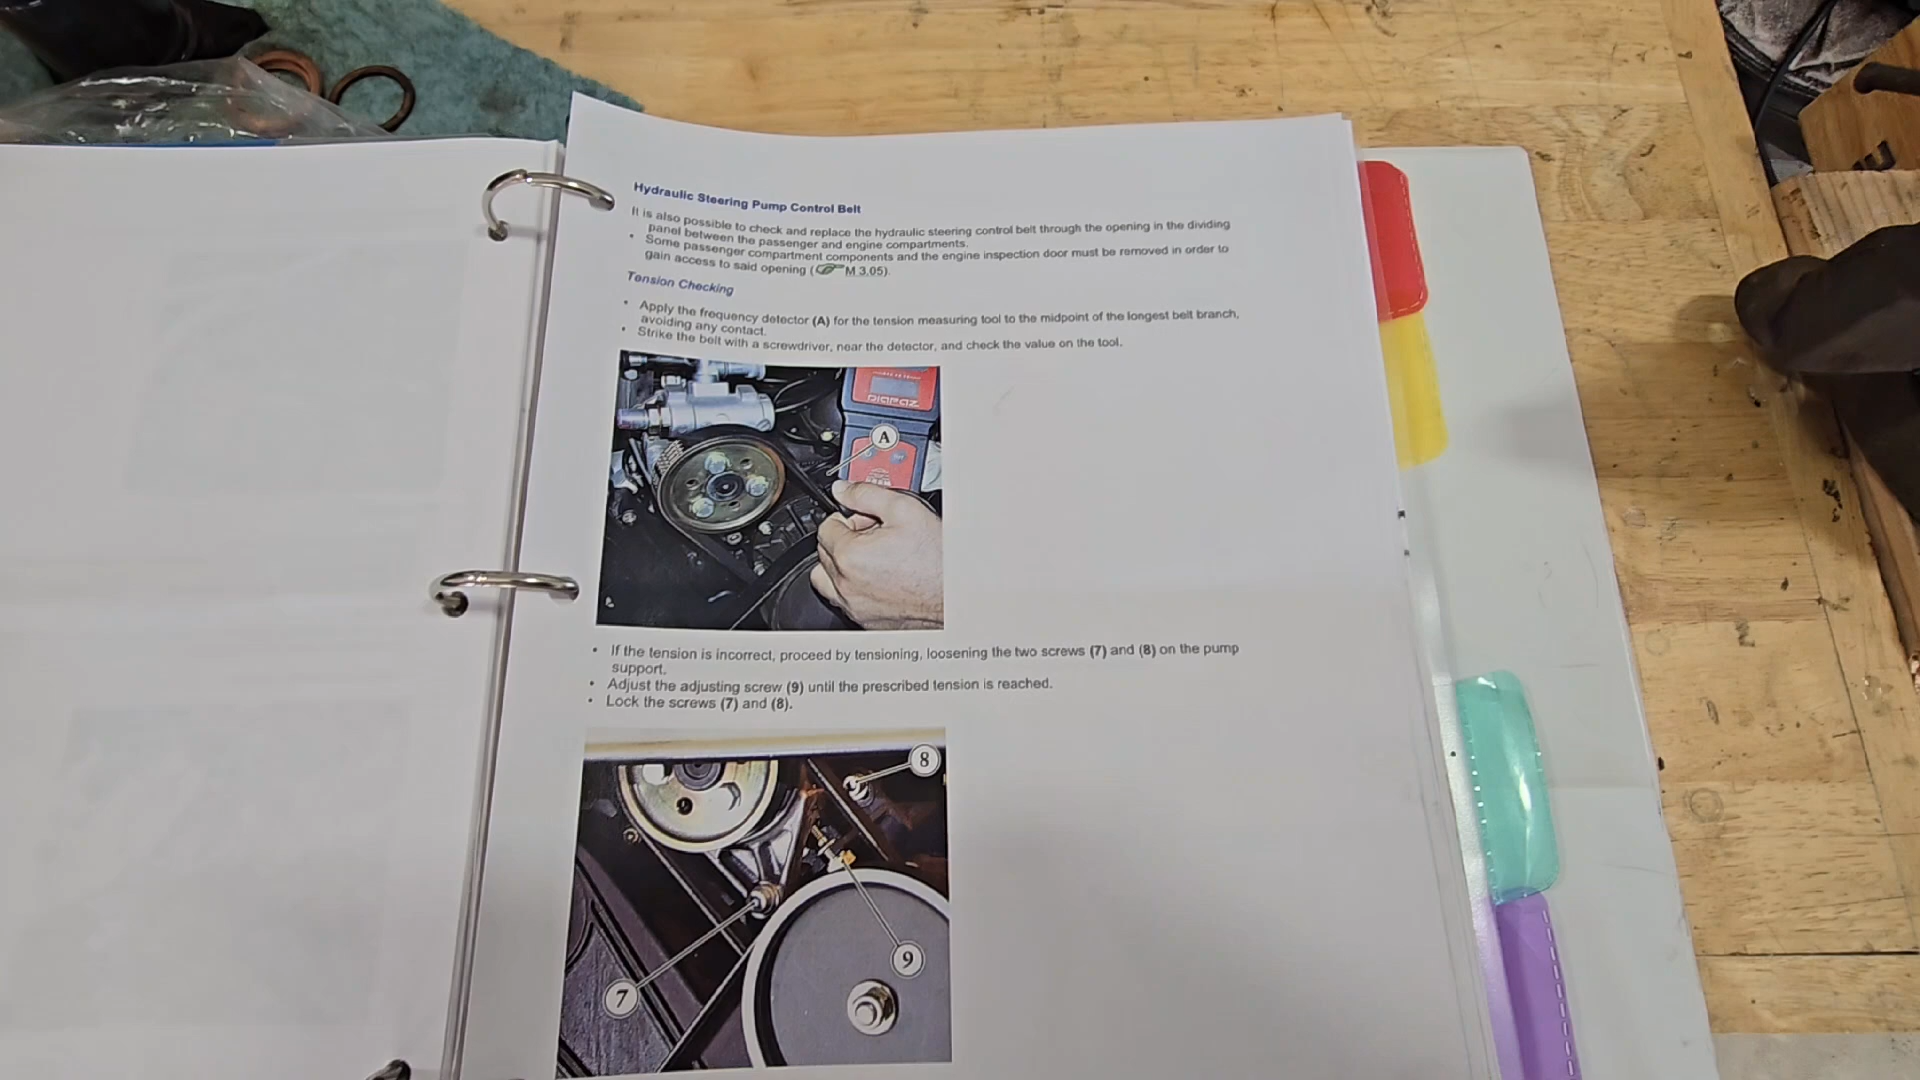 Hydraulic Steering Pump Control Belt
It is also possible to check and replace the hydraulic steering control belt through the opening in the dividing
panel between the passenger and engine compartments.
• Some passenger compartment components and the engine inspection door must be removed in order to
gain access to said opening ( M 3.05).
Tension Checking
• Apply the frequency detector (A) for the tension measuring tool to the midpoint of the longest belt branch,
avoiding any contact.
• Strike the belt with a screwdriver, near the detector, and check the value on the tool.
A
• If the tension is incorrect, proceed by tensioning, loosening the two screws (7) and (8) on the pump
support.
• Adjust the adjusting screw (9) until the prescribed tension is reached.
• Lock the screws (7) and (8).
8
9
7